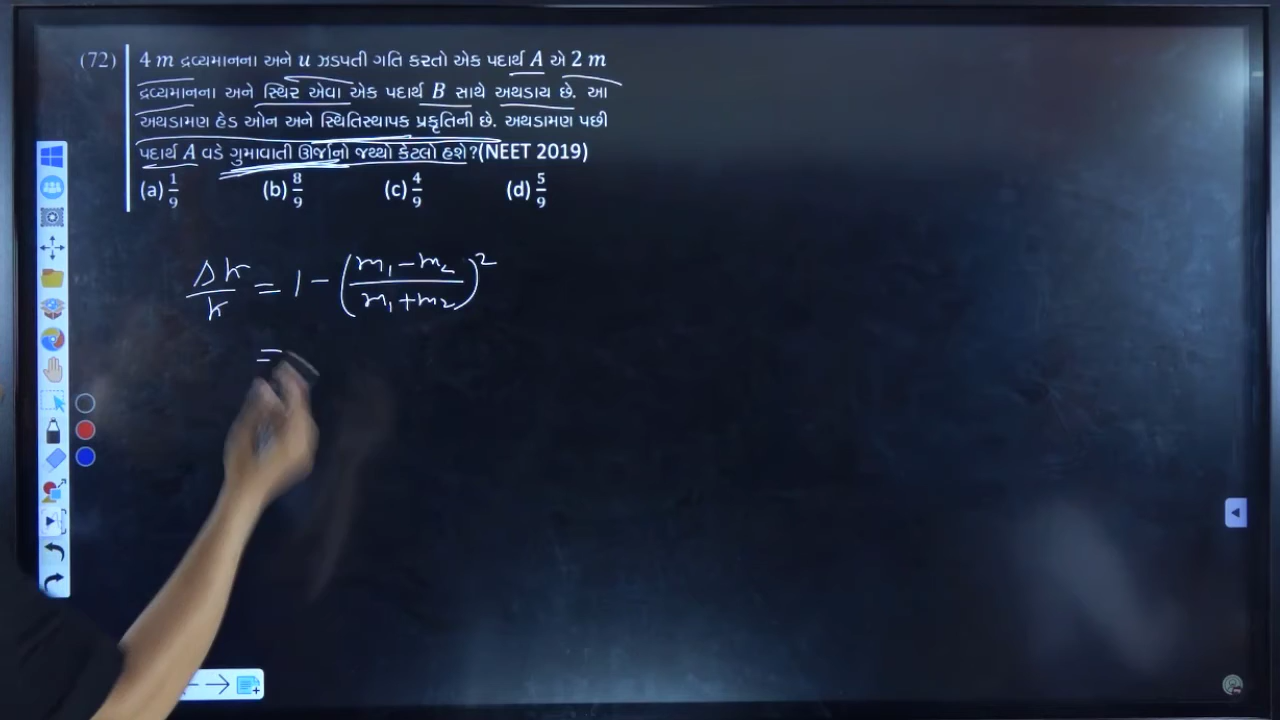 (72) 4 m દ્રવ્યમાનના અને u ઝડપતી ગતિ કરતો એક પદાર્થ A એ 2 m
દ્રવ્યમાનના અને સ્થિર એવા એક પદાર્થ B સાથે અથડાય છે. આ
અથડામણ હેડ ઓન અને સ્થિતિસ્થાપક પ્રકૃતિની છે. અથડામણ પછી
પદાર્થ A વડે ગુમાવાતી ઊર્જાનો જથ્થો કેટલો હશે?(NEET 2019)
(a) 1/9 (b) 8/9 (c) 4/9 (d) 5/9
Δk/k = 1 - ((m₁ - m₂)/(m₁ + m₂))²
=